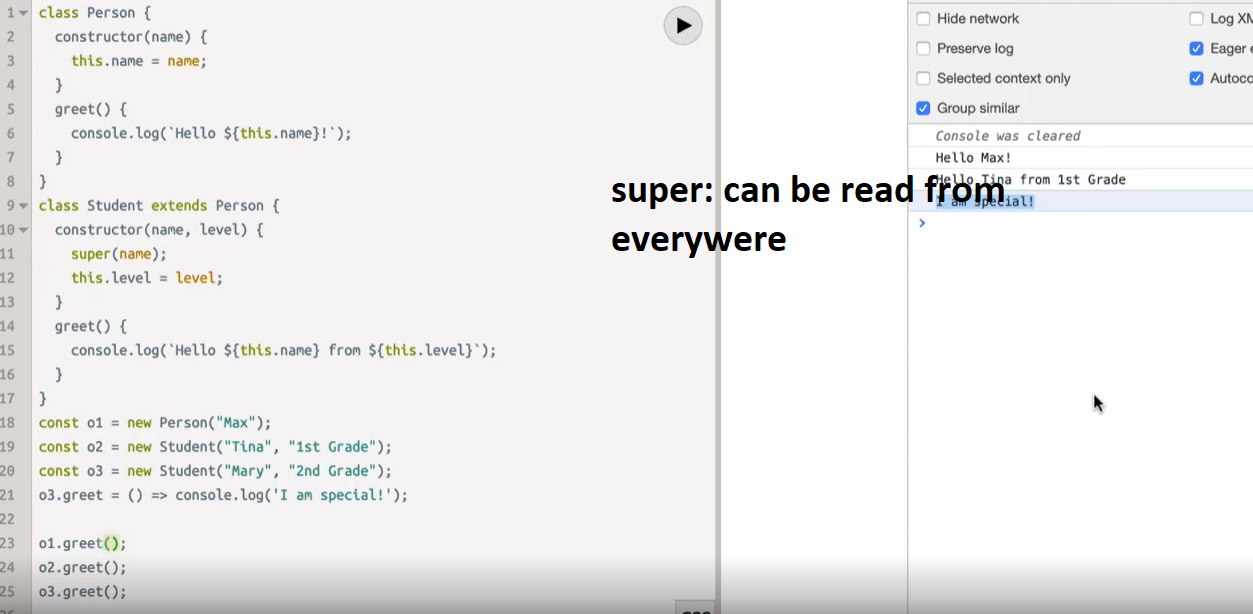 1 class Person {
2 constructor(name) {
3 this.name = name;
4 }
5 greet() {
6 console.log(`Hello ${this.name}!`);
7 }
8 }
9 class Student extends Person {
10 constructor(name, level) {
11 super(name);
12 this.level = level;
13 }
14 greet() {
15 console.log(`Hello ${this.name} from ${this.level}`);
16 }
17 }
18 const o1 = new Person("Max");
19 const o2 = new Student("Tina", "1st Grade");
20 const o3 = new Student("Mary", "2nd Grade");
21 o3.greet = () => console.log('I am special!');
22
23 o1.greet();
24 o2.greet();
25 o3.greet();
super: can be read from
everywere
Hide network
Log XM
Preserve log
Eager e
Selected context only
Autoco
Group similar
Console was cleared
Hello Max!
Hello Tina from 1st Grade
I am special!
>